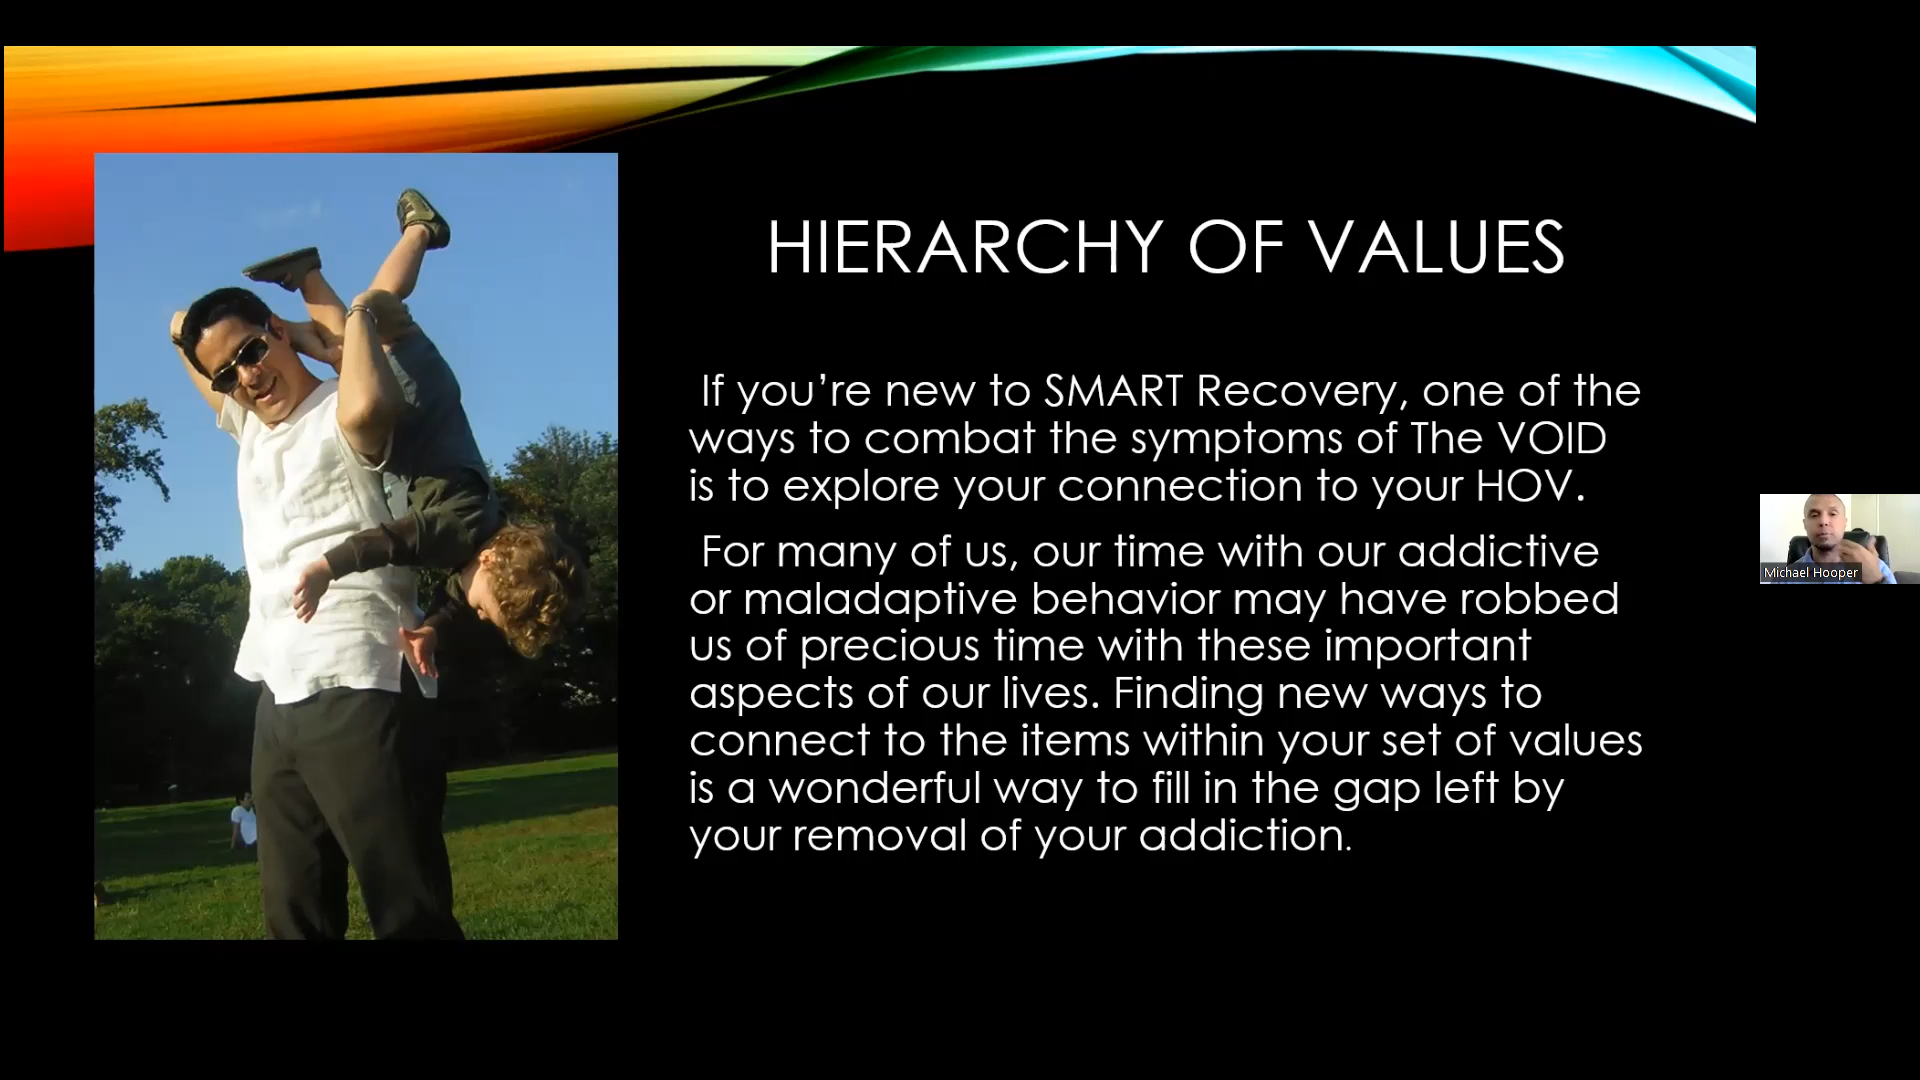 HIERARCHY OF VALUES
If you’re new to SMART Recovery, one of the
ways to combat the symptoms of The VOID
is to explore your connection to your HOV.
For many of us, our time with our addictive
or maladaptive behavior may have robbed
us of precious time with these important
aspects of our lives. Finding new ways to
connect to the items within your set of values
is a wonderful way to fill in the gap left by
your removal of your addiction.
Michael Hooper